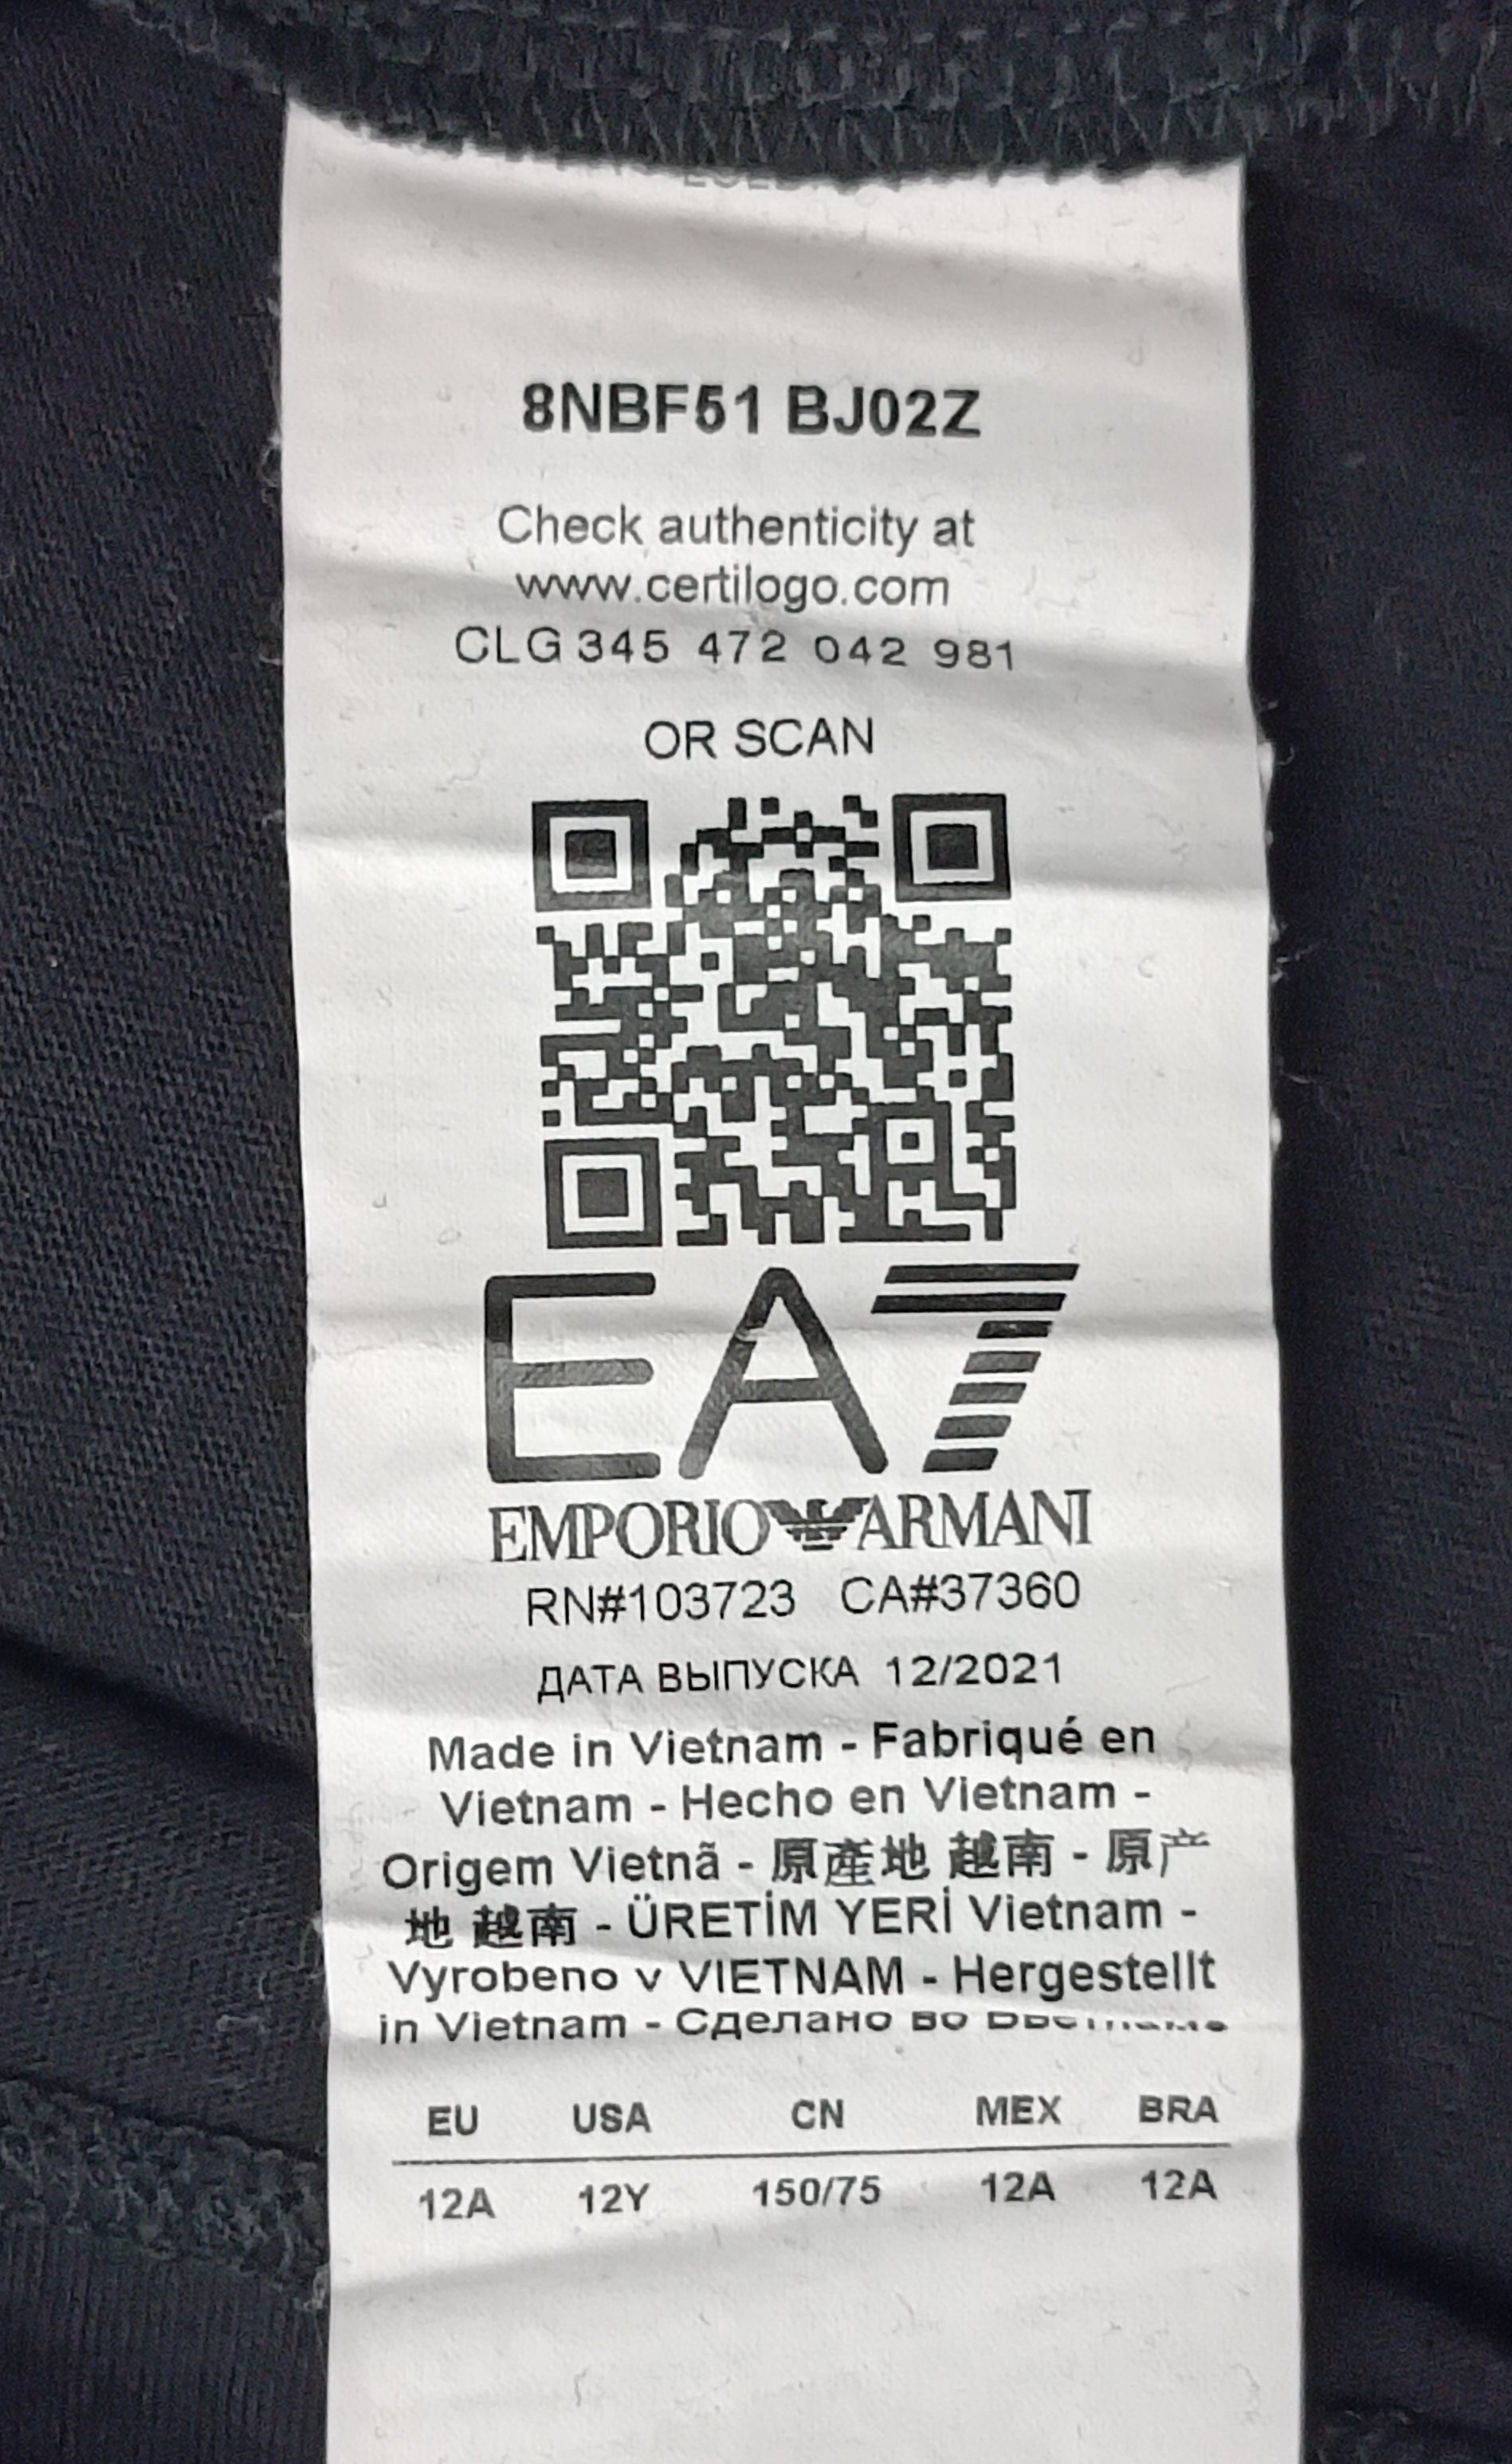 8NBF51 BJ02Z
Check authenticity at
www.certilogo.com
CLG 345 472 042 981
OR SCAN
EA7
EMPORIO ARMANI
RN#103723 CA#37360
ДАТА ВЫПУСКА 12/2021
Made in Vietnam - Fabriqué en
Vietnam - Hecho en Vietnam -
Origem Vietnã - 原產地 越南 - 原产
地 越南 - ÜRETİM YERİ Vietnam -
Vyrobeno v VIETNAM - Hergestellt
in Vietnam - Сделано во
EU USA CN MEX BRA
12A 12Y 150/75 12A 12A